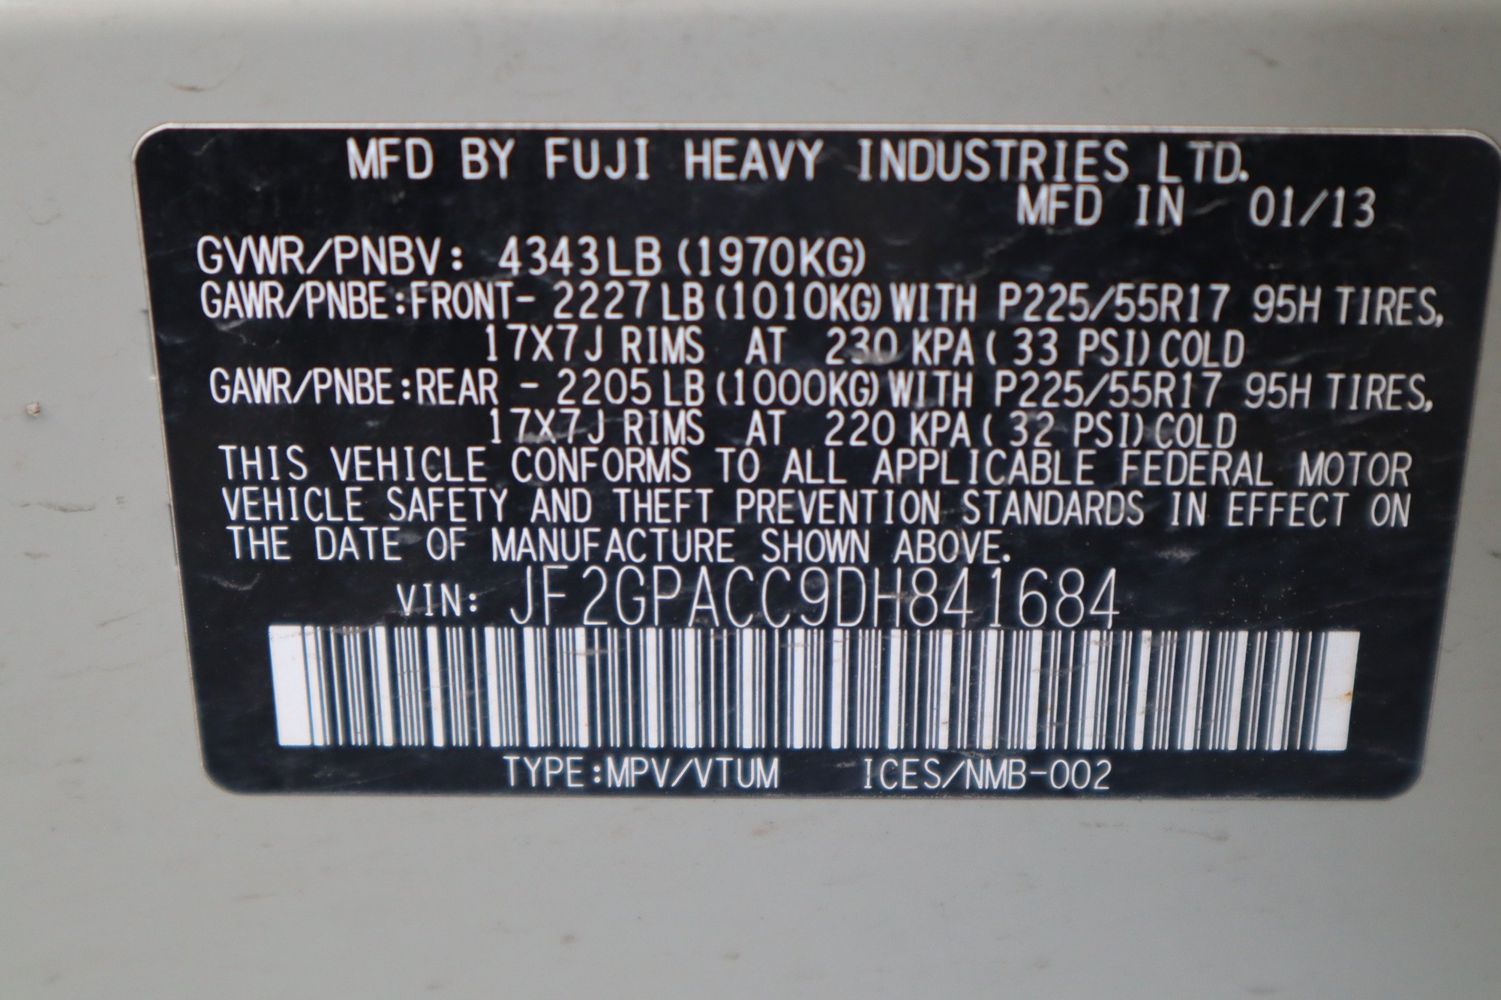 MFD BY FUJI HEAVY INDUSTRIES LTD.
MFD IN 01/13
GVWR/PNBV: 4343LB (1970KG)
GAWR/PNBE:FRONT- 2227 LB (1010KG) WITH P225/55R17 95H TIRES,
17X7J RIMS AT 230 KPA ( 33 PSI) COLD
GAWR/PNBE:REAR - 2205 LB (1000KG) WITH P225/55R17 95H TIRES,
17X7J RIMS AT 220 KPA ( 32 PSI) COLD
THIS VEHICLE CONFORMS TO ALL APPLICABLE FEDERAL MOTOR
VEHICLE SAFETY AND THEFT PREVENTION STANDARDS IN EFFECT ON
THE DATE OF MANUFACTURE SHOWN ABOVE.
VIN: JF2GPACC9DH841684
TYPE:MPV/VTUM ICES/NMB-002